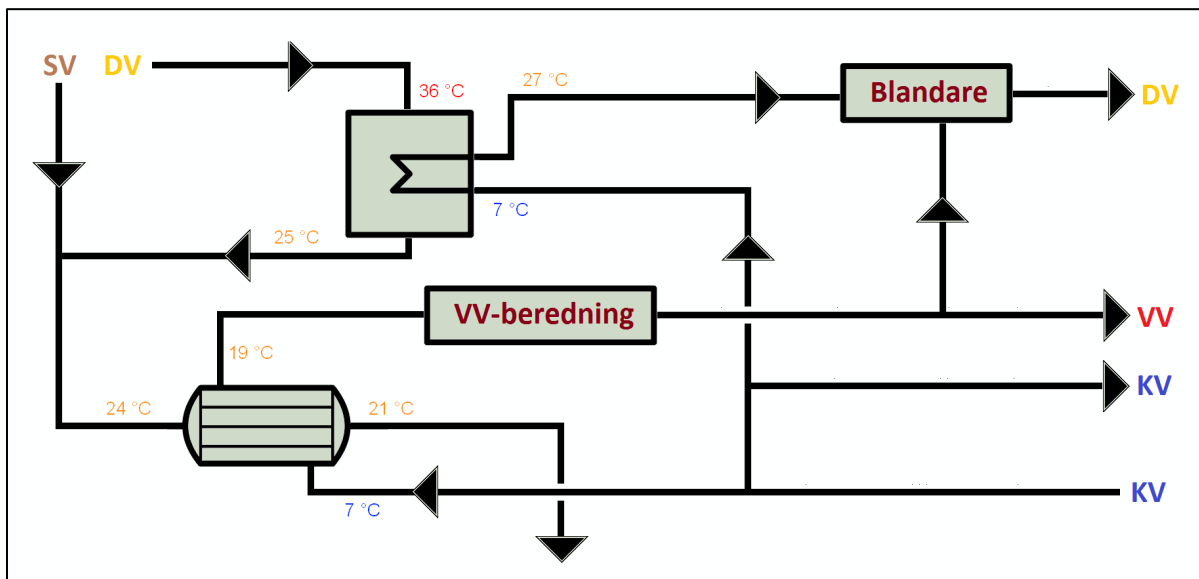 SV
DV
36 °C
27 °C
Blandare
DV
7 °C
25 °C
VV-beredning
VV
19 °C
KV
24 °C
21 °C
7 °C
KV